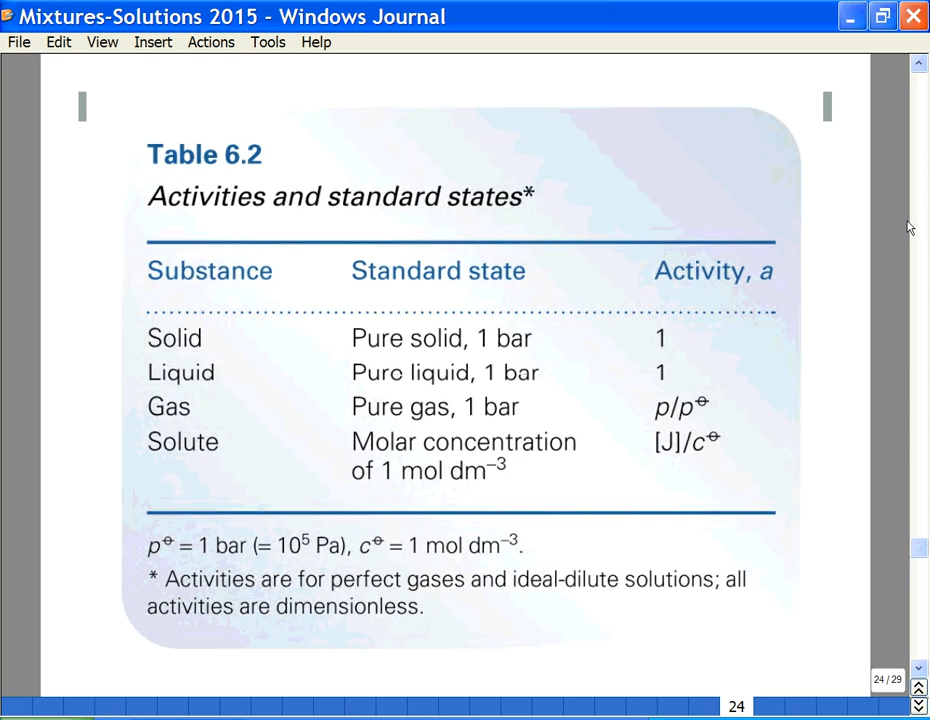 Mixtures-Solutions 2015 - Windows Journal
File Edit View Insert Actions Tools Help
Table 6.2
Activities and standard states*
Substance Standard state Activity, a
Solid Pure solid, 1 bar 1
Liquid Pure liquid, 1 bar 1
Gas Pure gas, 1 bar p/p⦵
Solute Molar concentration [J]/c⦵
of 1 mol dm⁻³
p⦵ = 1 bar (= 10⁵ Pa), c⦵ = 1 mol dm⁻³.
* Activities are for perfect gases and ideal-dilute solutions; all
activities are dimensionless.
24 / 29
24